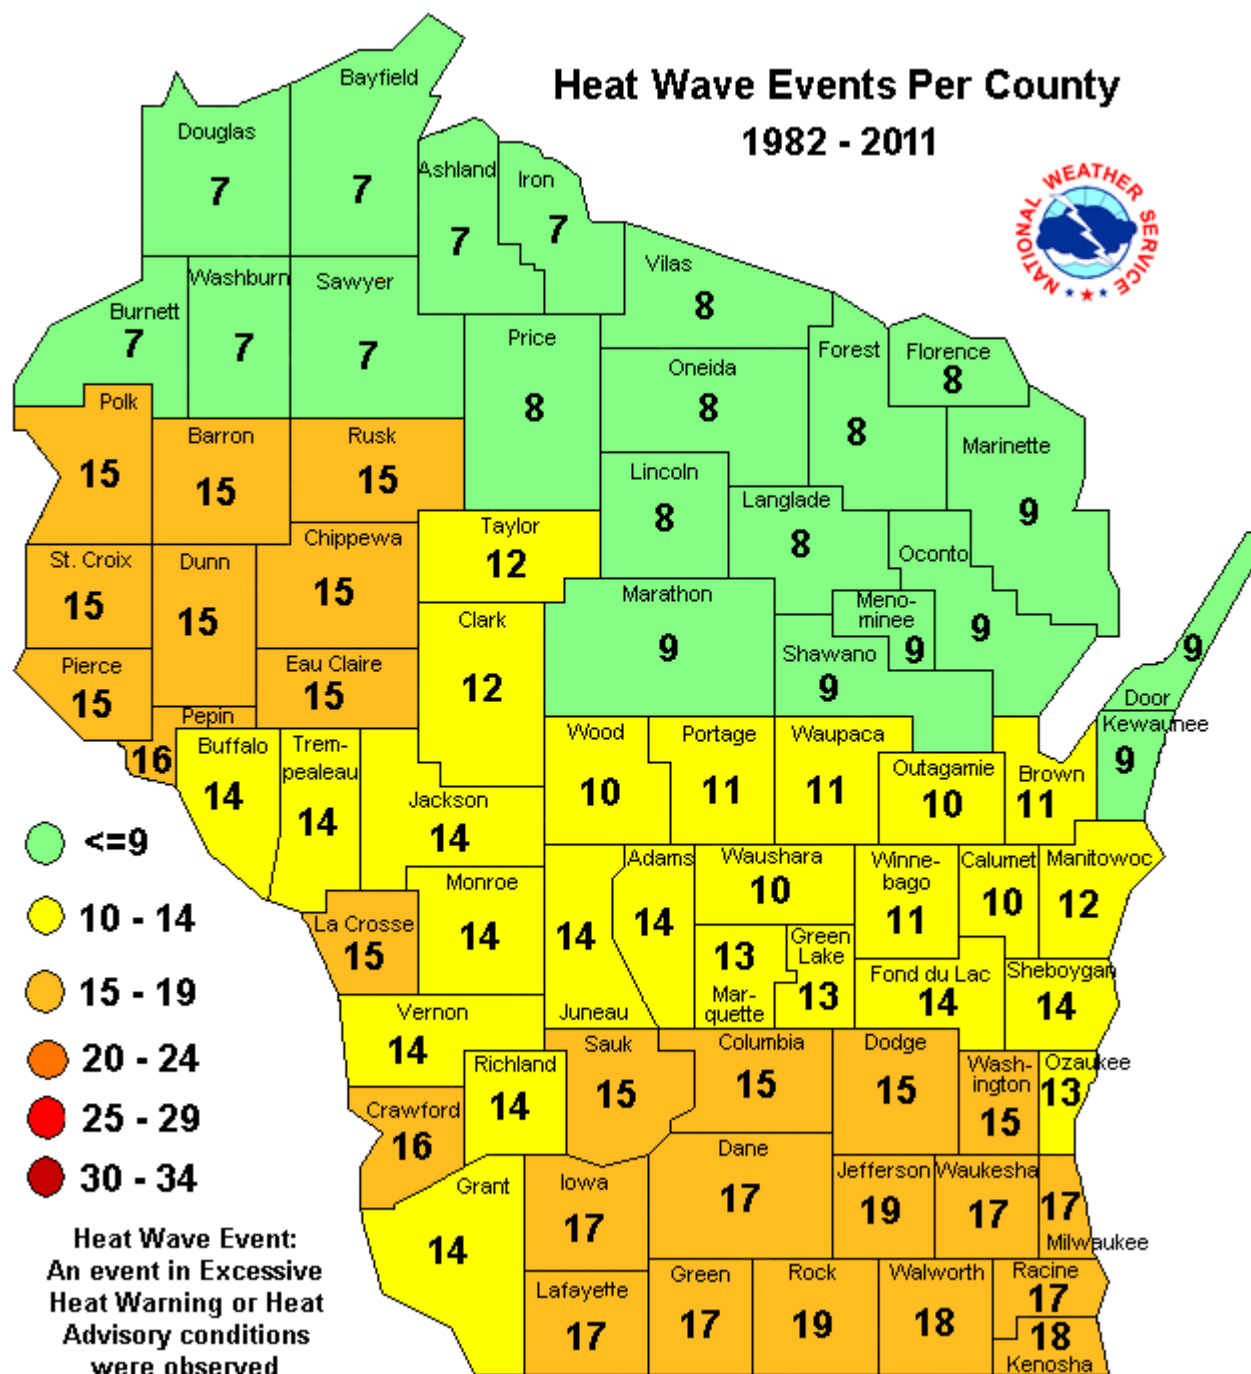 Heat Wave Events Per County
1982 - 2011
NATIONAL WEATHER SERVICE
Bayfield
7
Douglas
7
Ashland
7
Iron
7
Vilas
8
Washburn
7
Sawyer
7
Burnett
7
Price
8
Forest
8
Florence
8
Oneida
8
Polk
15
Barron
15
Rusk
15
Marinette
9
Lincoln
8
Langlade
8
Taylor
12
Chippewa
15
St. Croix
15
Dunn
15
Oconto
9
Marathon
9
Meno-
minee
9
Clark
12
Shawano
9
Pierce
15
Eau Claire
15
Door
9
Pepin
16
Kewaunee
9
Buffalo
14
Trem-
pealeau
14
Wood
10
Portage
11
Waupaca
11
Outagamie
10
Brown
11
Jackson
14
Adams
14
Waushara
10
Winne-
bago
11
Calumet
10
Manitowoc
12
Monroe
14
La Crosse
15
Juneau
14
13
Mar-
quette
Green
Lake
13
Fond du Lac
14
Sheboygan
14
Vernon
14
Richland
14
Sauk
15
Columbia
15
Dodge
15
Wash-
ington
15
Ozaukee
13
Crawford
16
Grant
14
Iowa
17
Dane
17
Jefferson
19
Waukesha
17
17
Milwaukee
Lafayette
17
Green
17
Rock
19
Walworth
18
Racine
17
18
Kenosha
<=9
10 - 14
15 - 19
20 - 24
25 - 29
30 - 34
Heat Wave Event:
An event in Excessive
Heat Warning or Heat
Advisory conditions
were observed